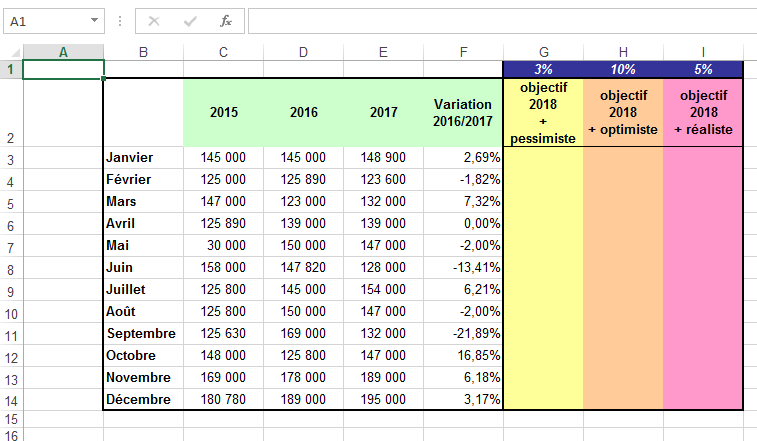 A1
fx
A B C D E F G H I
1 3% 10% 5%
2 2015 2016 2017 Variation 2016/2017 objectif 2018 + pessimiste objectif 2018 + optimiste objectif 2018 + réaliste
3 Janvier 145 000 145 000 148 900 2,69%
4 Février 125 000 125 890 123 600 -1,82%
5 Mars 147 000 123 000 132 000 7,32%
6 Avril 125 890 139 000 139 000 0,00%
7 Mai 30 000 150 000 147 000 -2,00%
8 Juin 158 000 147 820 128 000 -13,41%
9 Juillet 125 800 145 000 154 000 6,21%
10 Août 125 800 150 000 147 000 -2,00%
11 Septembre 125 630 169 000 132 000 -21,89%
12 Octobre 148 000 125 800 147 000 16,85%
13 Novembre 169 000 178 000 189 000 6,18%
14 Décembre 180 780 189 000 195 000 3,17%
15
16